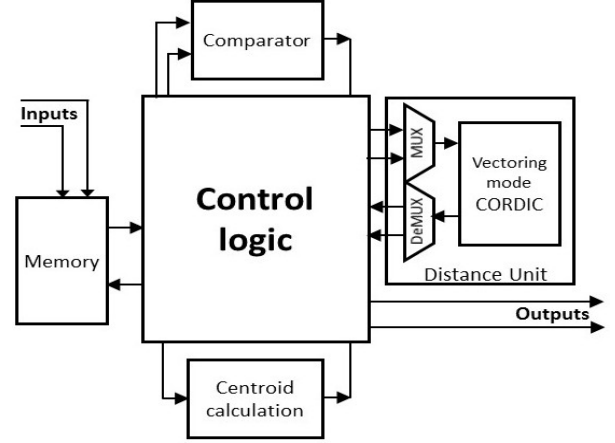 Comparator
Inputs
Control
logic
MUX
Vectoring
mode
CORDIC
DeMUX
Memory
Distance Unit
Outputs
Centroid
calculation